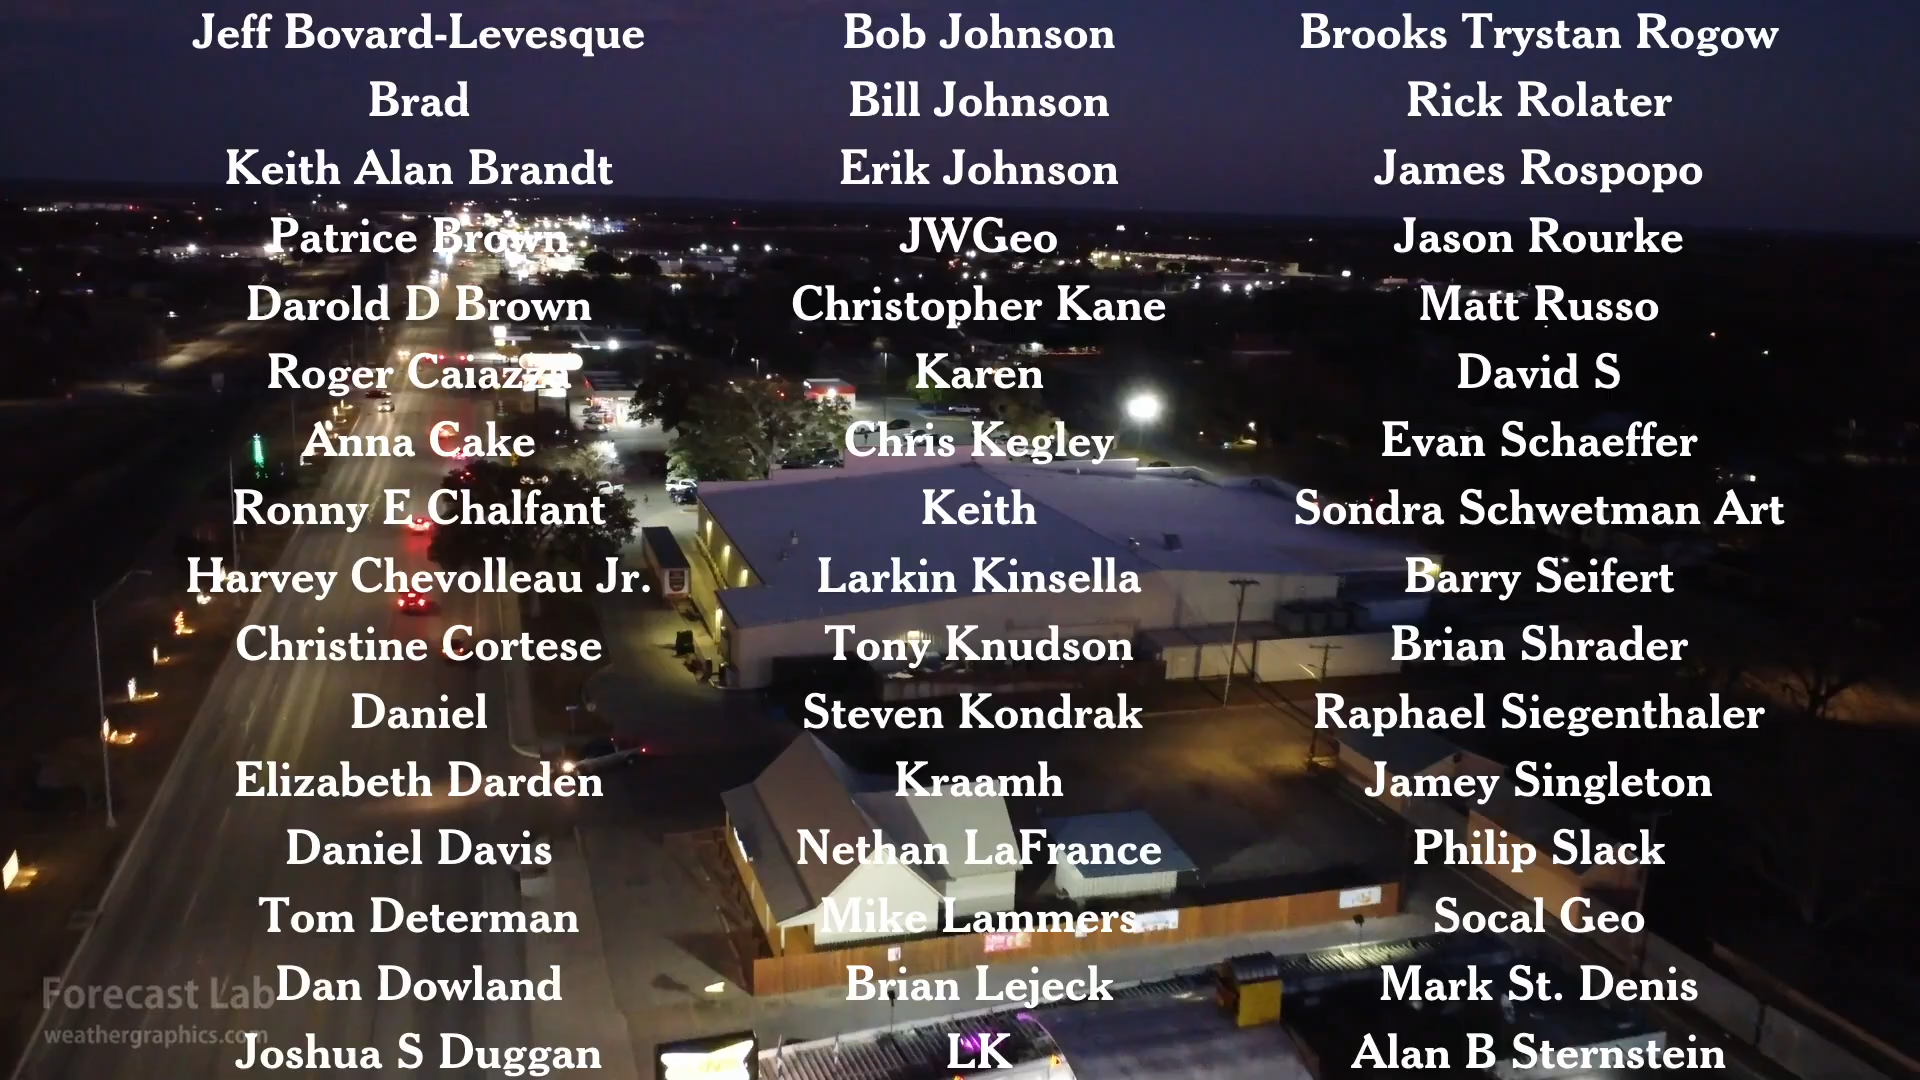 Jeff Bovard-Levesque
Brad
Keith Alan Brandt
Patrice Brown
Darold D Brown
Roger Caiazza
Anna Cake
Ronny E Chalfant
Harvey Chevolleau Jr.
Christine Cortese
Daniel
Elizabeth Darden
Daniel Davis
Tom Determan
Dan Dowland
Joshua S Duggan
Bob Johnson
Bill Johnson
Erik Johnson
JWGeo
Christopher Kane
Karen
Chris Kegley
Keith
Larkin Kinsella
Tony Knudson
Steven Kondrak
Kraamh
Nethan LaFrance
Mike Lammers
Brian Lejeck
LK
Brooks Trystan Rogow
Rick Rolater
James Rospopo
Jason Rourke
Matt Russo
David S
Evan Schaeffer
Sondra Schwetman Art
Barry Seifert
Brian Shrader
Raphael Siegenthaler
Jamey Singleton
Philip Slack
Socal Geo
Mark St. Denis
Alan B Sternstein
Forecast Lab
weathergraphics.com